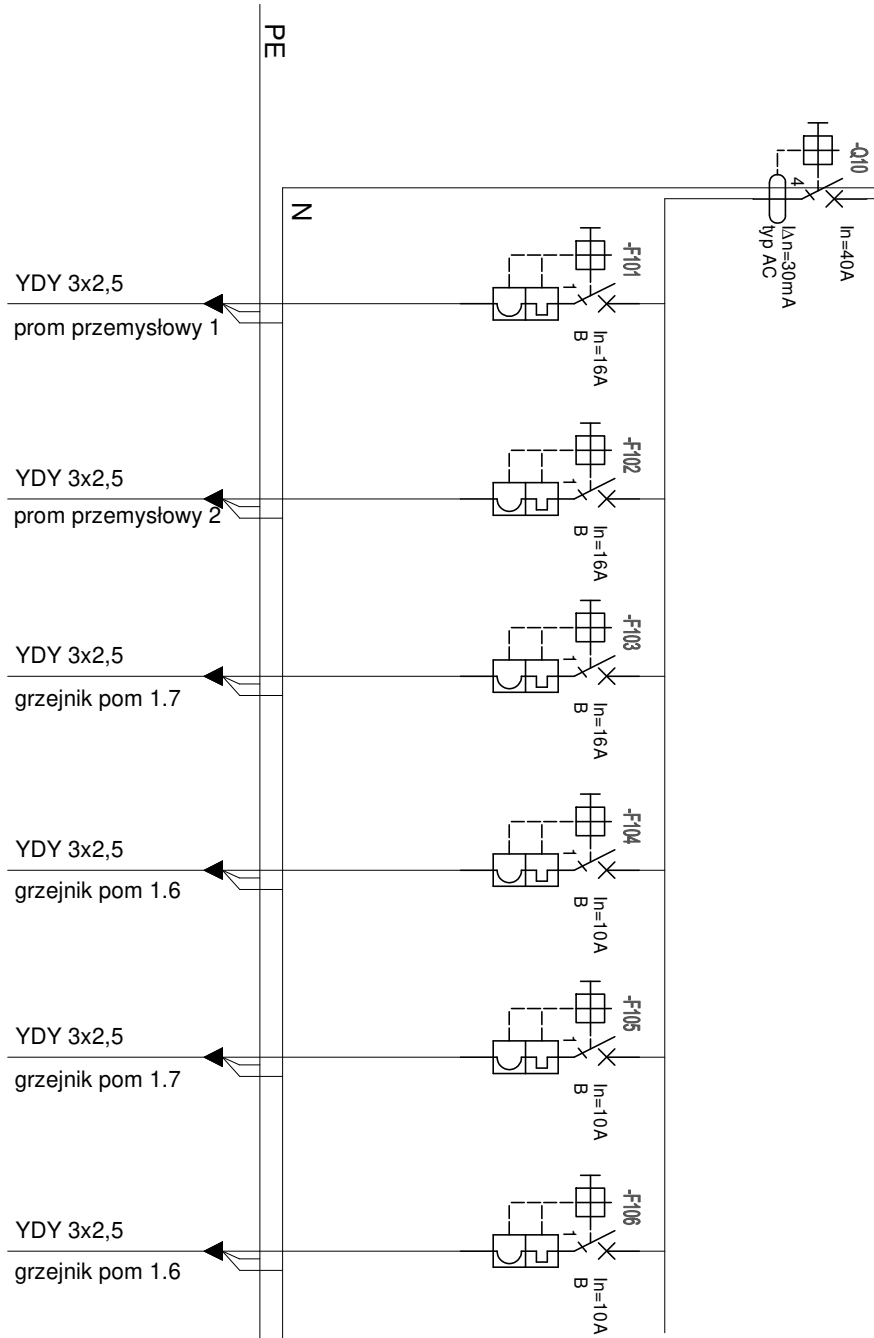 PE
N
-Q10
4
In=40A
I∆n=30mA
typ AC
-F101
1
In=16A
B
YDY 3x2,5
prom przemysłowy 1
-F102
1
In=16A
B
YDY 3x2,5
prom przemysłowy 2
-F103
1
In=16A
B
YDY 3x2,5
grzejnik pom 1.7
-F104
1
In=10A
B
YDY 3x2,5
grzejnik pom 1.6
-F105
1
In=10A
B
YDY 3x2,5
grzejnik pom 1.7
-F106
1
In=10A
B
YDY 3x2,5
grzejnik pom 1.6